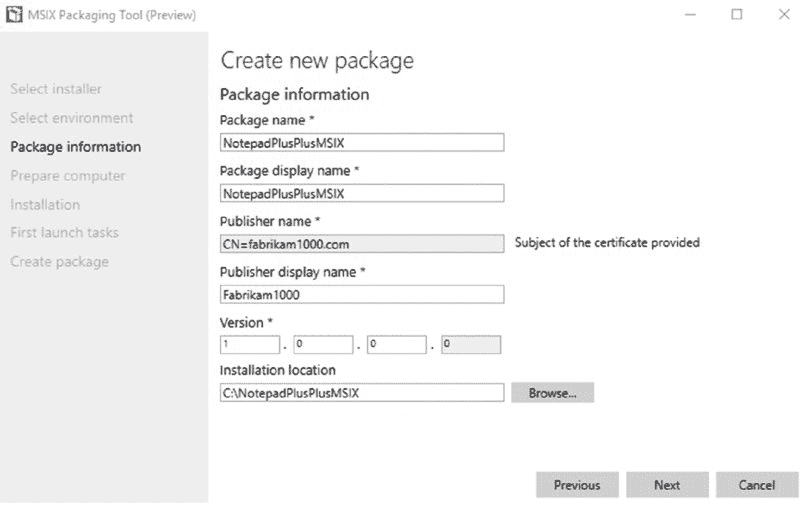 MSIX Packaging Tool (Preview)
Select installer
Select environment
Package information
Prepare computer
Installation
First launch tasks
Create package
Create new package
Package information
Package name *
NotepadPlusPlusMSIX
Package display name *
NotepadPlusPlusMSIX
Publisher name *
CN=fabrikam1000.com Subject of the certificate provided
Publisher display name *
Fabrikam1000
Version *
1 . 0 . 0 . 0
Installation location
C:\NotepadPlusPlusMSIX Browse...
Previous Next Cancel